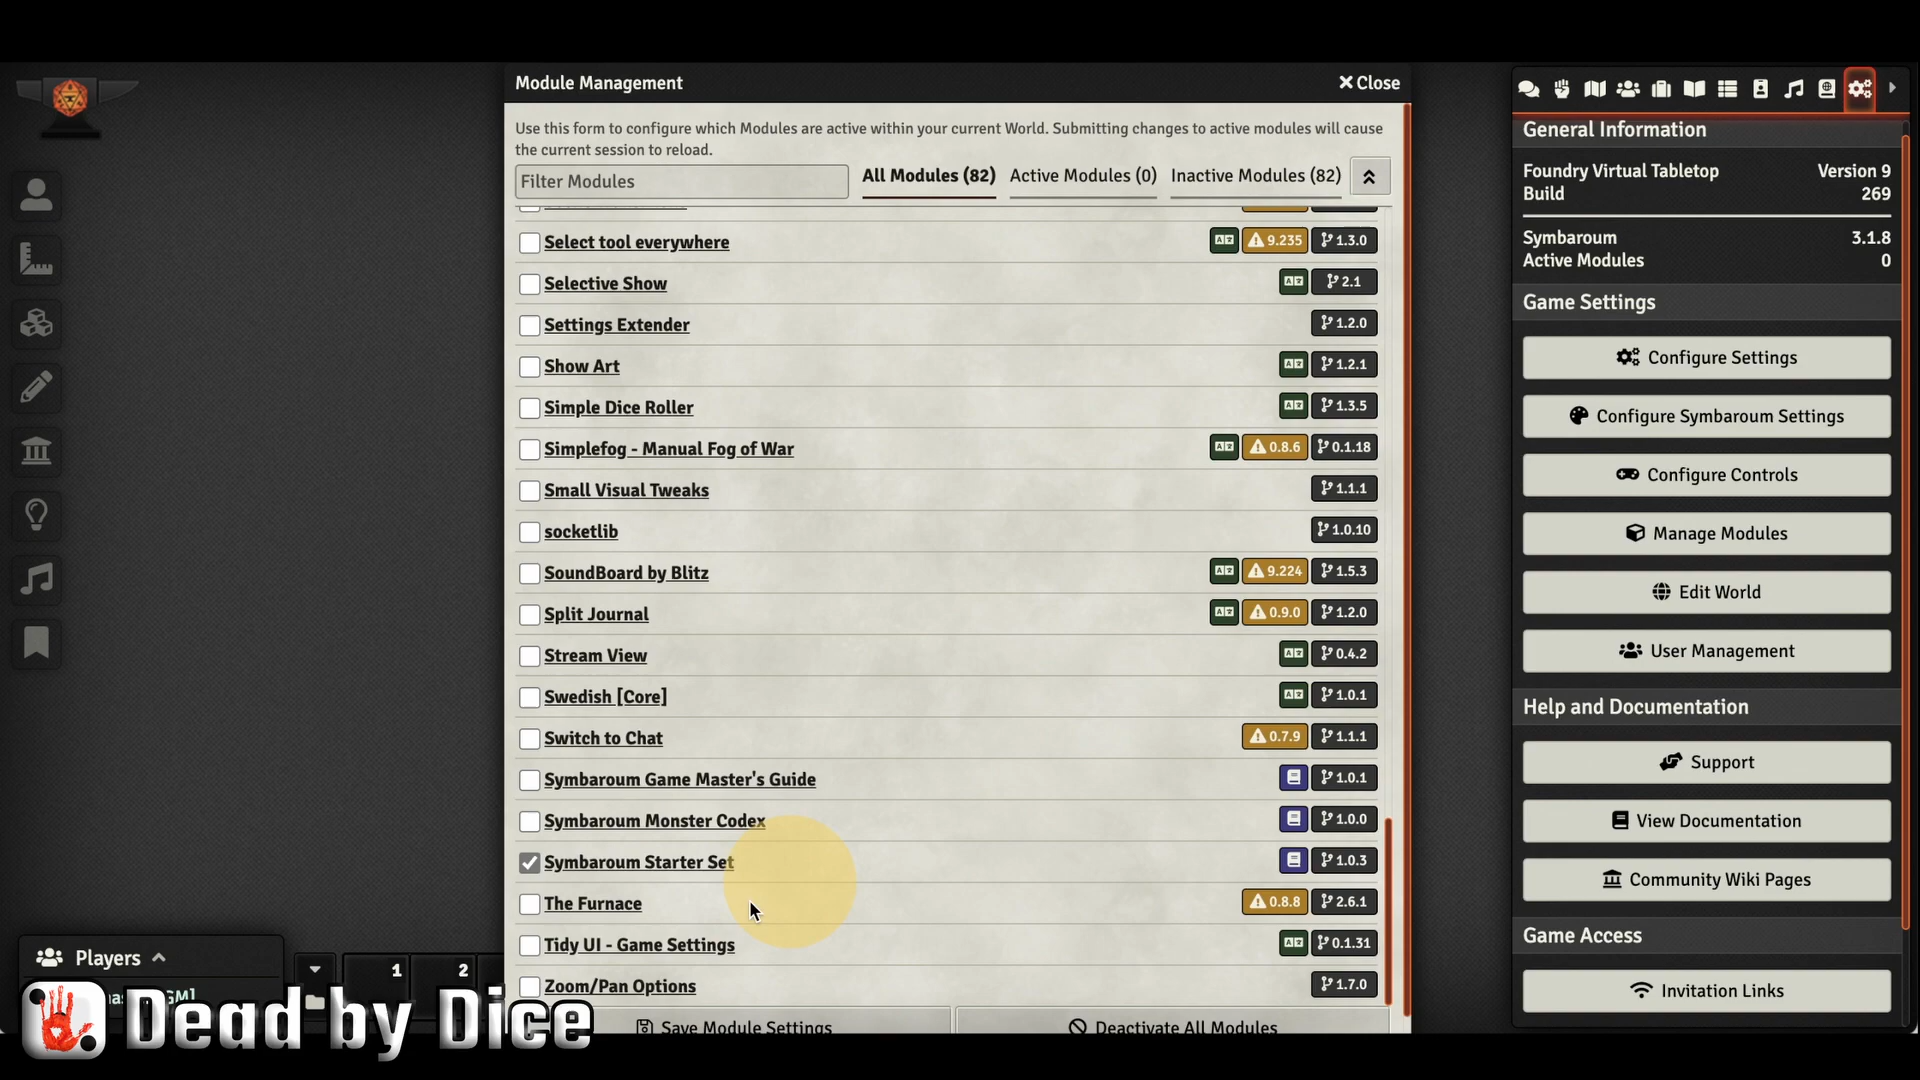 Module Management
Close
Use this form to configure which Modules are active within your current World. Submitting changes to active modules will cause
the current session to reload.
Filter Modules
All Modules (82)
Active Modules (0)
Inactive Modules (82)
Select tool everywhere 9.235 1.3.0
Selective Show 2.1
Settings Extender 1.2.0
Show Art 1.2.1
Simple Dice Roller 1.3.5
Simplefog - Manual Fog of War 0.8.6 0.1.18
Small Visual Tweaks 1.1.1
socketlib 1.0.10
SoundBoard by Blitz 9.224 1.5.3
Split Journal 0.9.0 1.2.0
Stream View 0.4.2
Swedish [Core] 1.0.1
Switch to Chat 0.7.9 1.1.1
Symbaroum Game Master's Guide 1.0.1
Symbaroum Monster Codex 1.0.0
Symbaroum Starter Set 1.0.3
The Furnace 0.8.8 2.6.1
Tidy UI - Game Settings 0.1.31
Zoom/Pan Options 1.7.0
Save Module Settings
Deactivate All Modules
General Information
Foundry Virtual Tabletop Version 9
Build 269
Symbaroum 3.1.8
Active Modules 0
Game Settings
Configure Settings
Configure Symbaroum Settings
Configure Controls
Manage Modules
Edit World
User Management
Help and Documentation
Support
View Documentation
Community Wiki Pages
Game Access
Invitation Links
Players
GM]
1 2
Dead by Dice